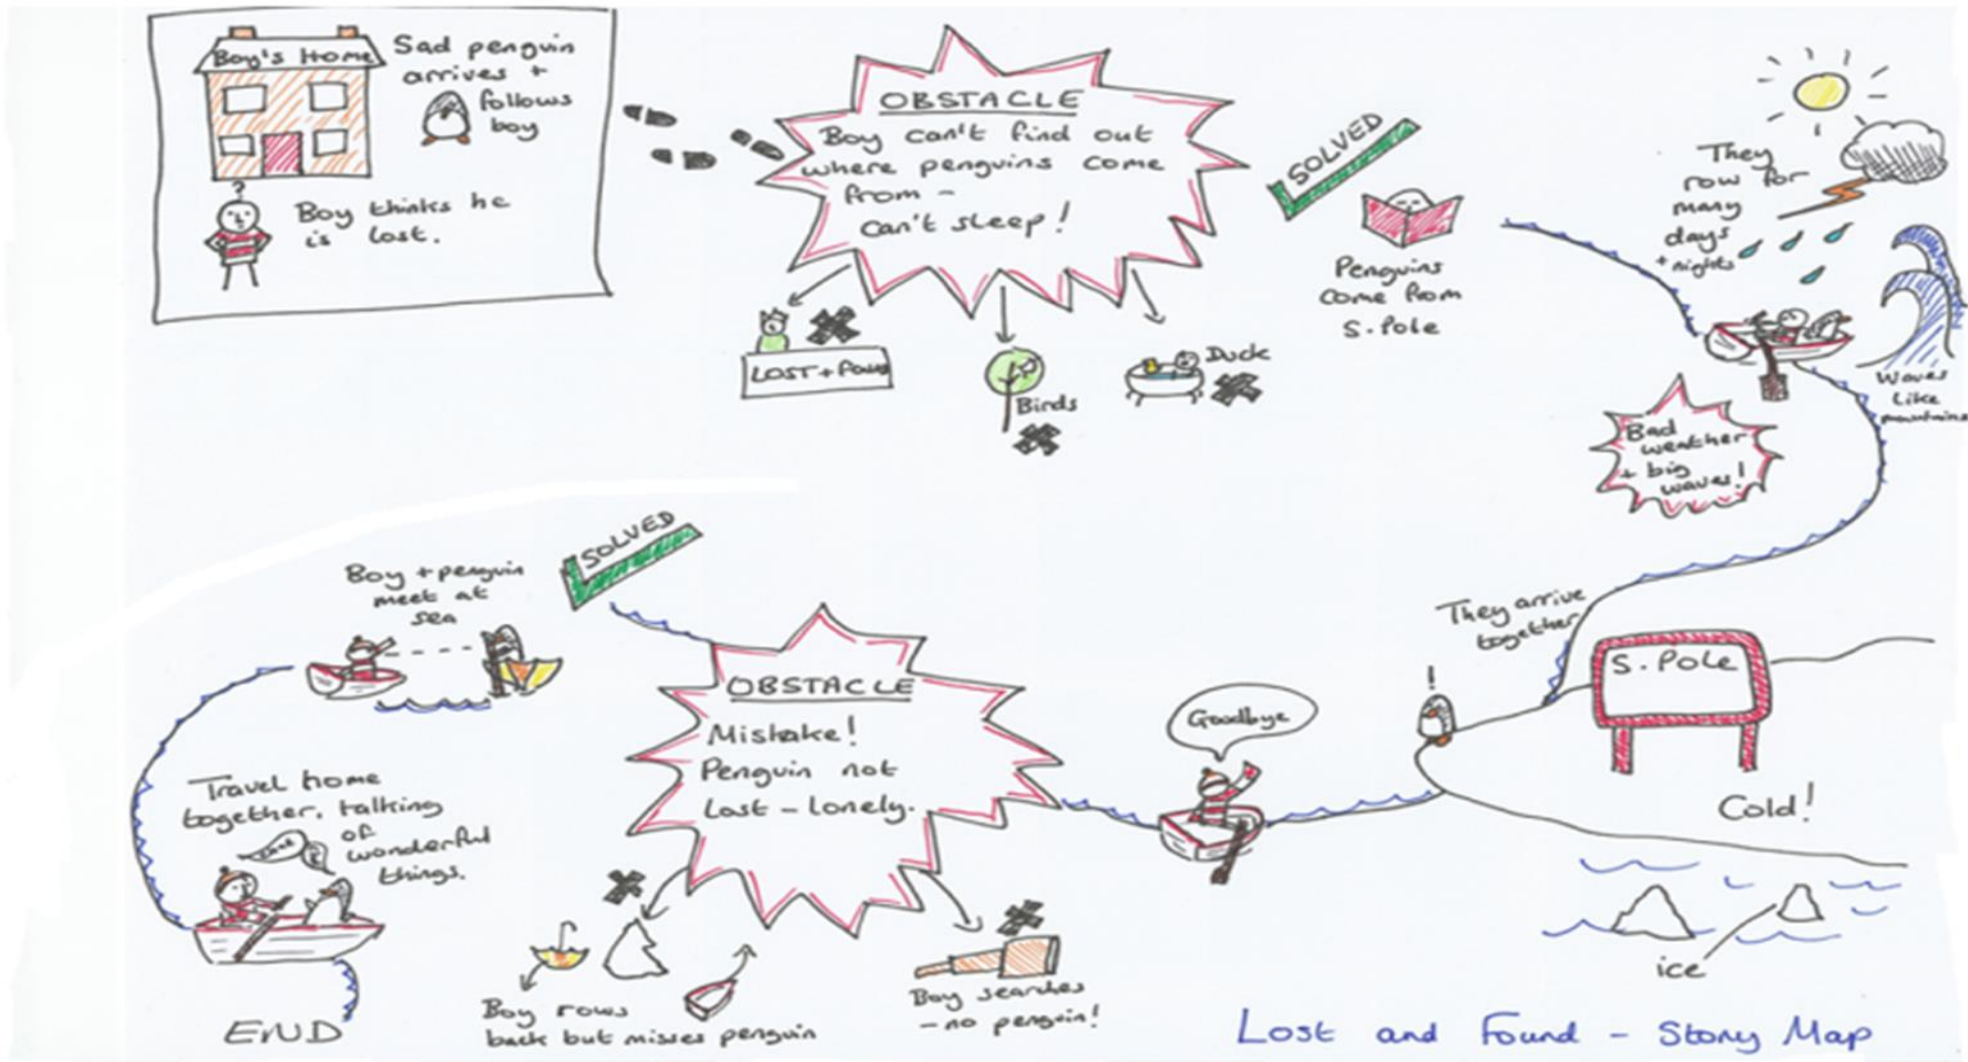 Boy's Home
Sad penguin
arrives +
follows
boy
?
Boy thinks he
is lost.
OBSTACLE
Boy can't find out
where penguins come
from -
can't sleep!
LOST + found
Birds
Duck
SOLVED
Penguins
come from
S. Pole
They
row for
many
days
+ nights
Waves
like
mountains
Bad
weather
+ big
waves!
They arrive
together
S. Pole
Cold!
ice
!
Goodbye
OBSTACLE
Mistake!
Penguin not
lost - lonely.
Boy searches
- no penguin!
Boy rows
back but misses penguin
SOLVED
Boy + penguin
meet at
sea
Travel home
together, talking
of
wonderful
things.
END
Lost and Found - Story Map